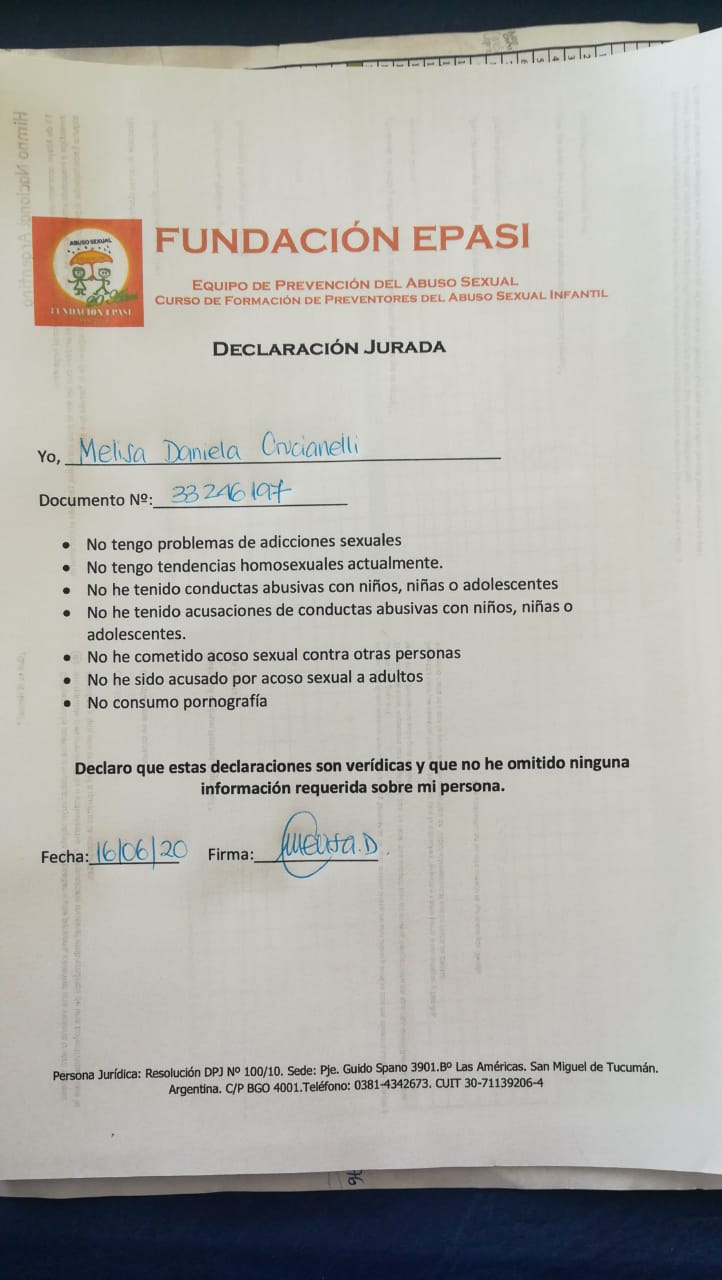 ABUSO SEXUAL
20 Años
FUNDACIÓN EPASI
FUNDACIÓN EPASI
EQUIPO DE PREVENCIÓN DEL ABUSO SEXUAL
CURSO DE FORMACIÓN DE PREVENTORES DEL ABUSO SEXUAL INFANTIL
DECLARACIÓN JURADA
Yo, Melisa Daniela Crucianelli
Documento Nº: 33246197
• No tengo problemas de adicciones sexuales
• No tengo tendencias homosexuales actualmente.
• No he tenido conductas abusivas con niños, niñas o adolescentes
• No he tenido acusaciones de conductas abusivas con niños, niñas o
adolescentes.
• No he cometido acoso sexual contra otras personas
• No he sido acusado por acoso sexual a adultos
• No consumo pornografía
Declaro que estas declaraciones son verídicas y que no he omitido ninguna
información requerida sobre mi persona.
Fecha: 16/06/20 Firma: Melisa.D.
Persona Jurídica: Resolución DPJ Nº 100/10. Sede: Pje. Guido Spano 3901.Bº Las Américas. San Miguel de Tucumán.
Argentina. C/P BGO 4001.Teléfono: 0381-4342673. CUIT 30-71139206-4